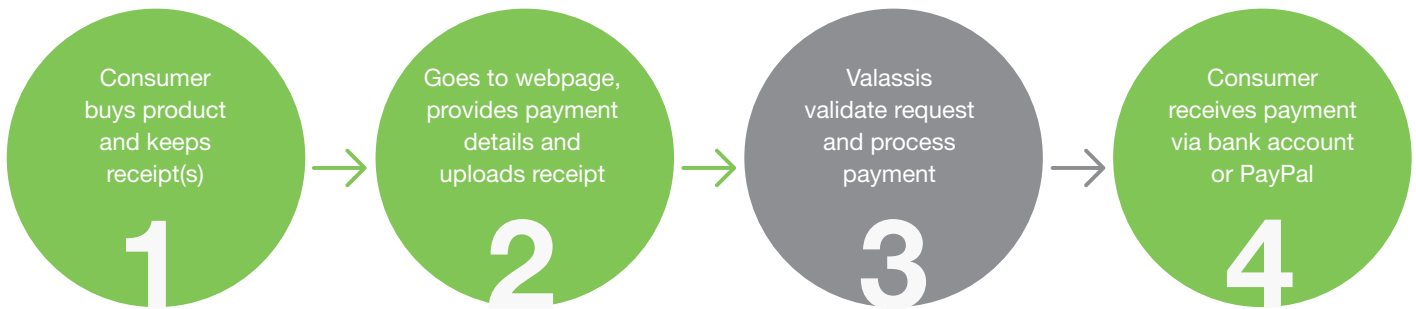 Consumer
buys product
and keeps
receipt(s)
1
Goes to webpage,
provides payment
details and
uploads receipt
2
Valassis
validate request
and process
payment
3
Consumer
receives payment
via bank account
or PayPal
4